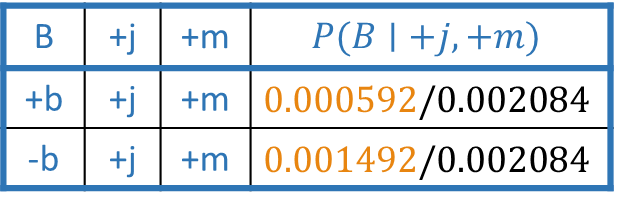 B +j +m P(B | +j, +m)
+b +j +m 0.000592/0.002084
-b +j +m 0.001492/0.002084